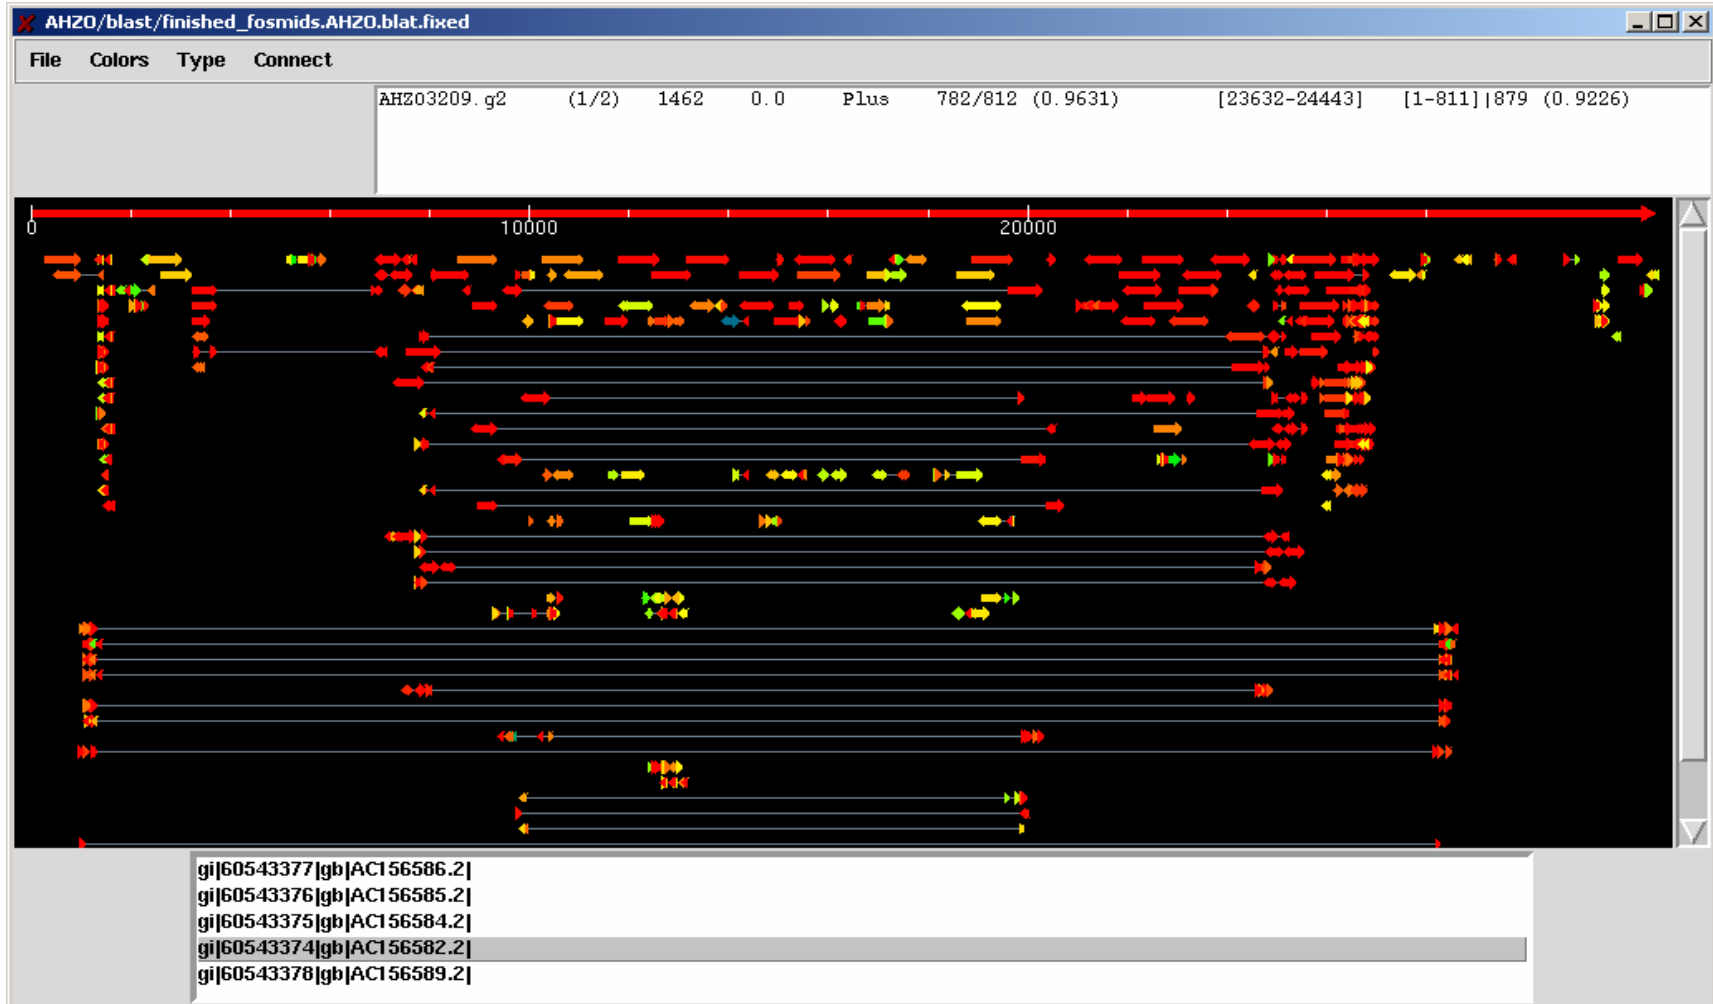 AHZO/blast/finished_fosmids.AHZO.blat.fixed
File Colors Type Connect
AHZO3209.g2 (1/2) 1462 0.0 Plus 782/812 (0.9631) [23632-24443] [1-811]|879 (0.9226)
0 10000 20000
gi|60543377|gb|AC156586.2|
gi|60543376|gb|AC156585.2|
gi|60543375|gb|AC156584.2|
gi|60543374|gb|AC156582.2|
gi|60543378|gb|AC156589.2|